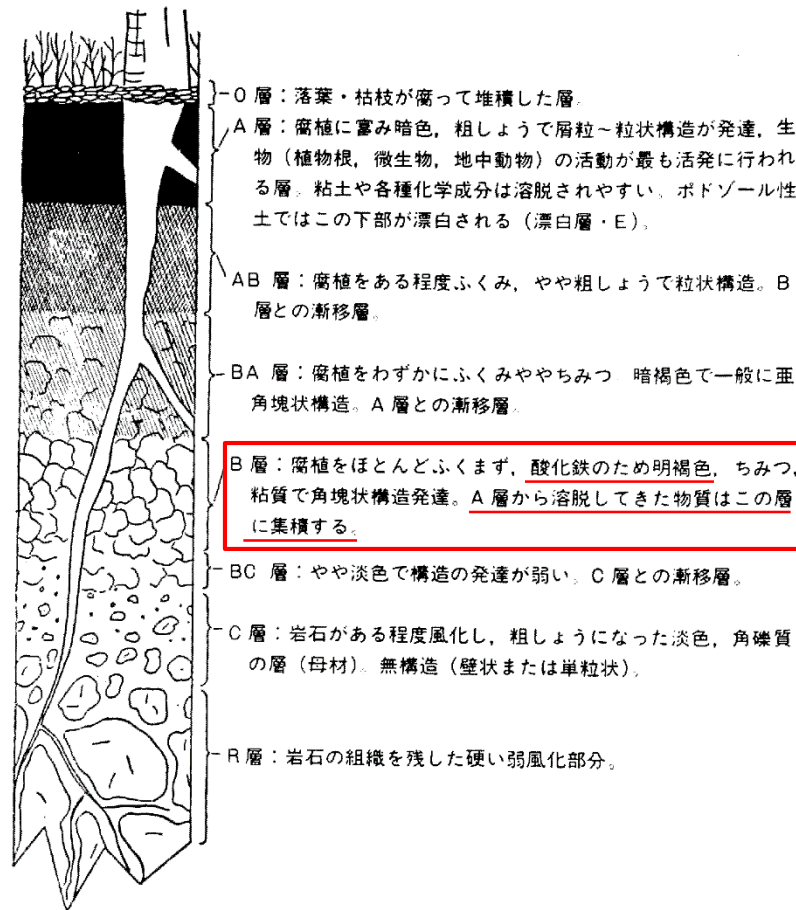 O層：落葉・枯枝が腐って堆積した層。
A層：腐植に富み暗色，粗しょうで屑粒～粒状構造が発達，生
物（植物根，微生物，地中動物）の活動が最も活発に行われ
る層。粘土や各種化学成分は溶脱されやすい。ポドゾール性
土ではこの下部が漂白される（漂白層・E）。
AB層：腐植をある程度ふくみ，やや粗しょうで粒状構造。B
層との漸移層。
BA層：腐植をわずかにふくみややちみつ　暗褐色で一般に亜
角塊状構造。A層との漸移層。
B層：腐植をほとんどふくまず，酸化鉄のため明褐色，ちみつ，
粘質で角塊状構造発達。A層から溶脱してきた物質はこの層
に集積する。
BC層：やや淡色で構造の発達が弱い。C層との漸移層。
C層：岩石がある程度風化し，粗しょうになった淡色，角礫質
の層（母材）。無構造（壁状または単粒状）。
R層：岩石の組織を残した硬い弱風化部分。